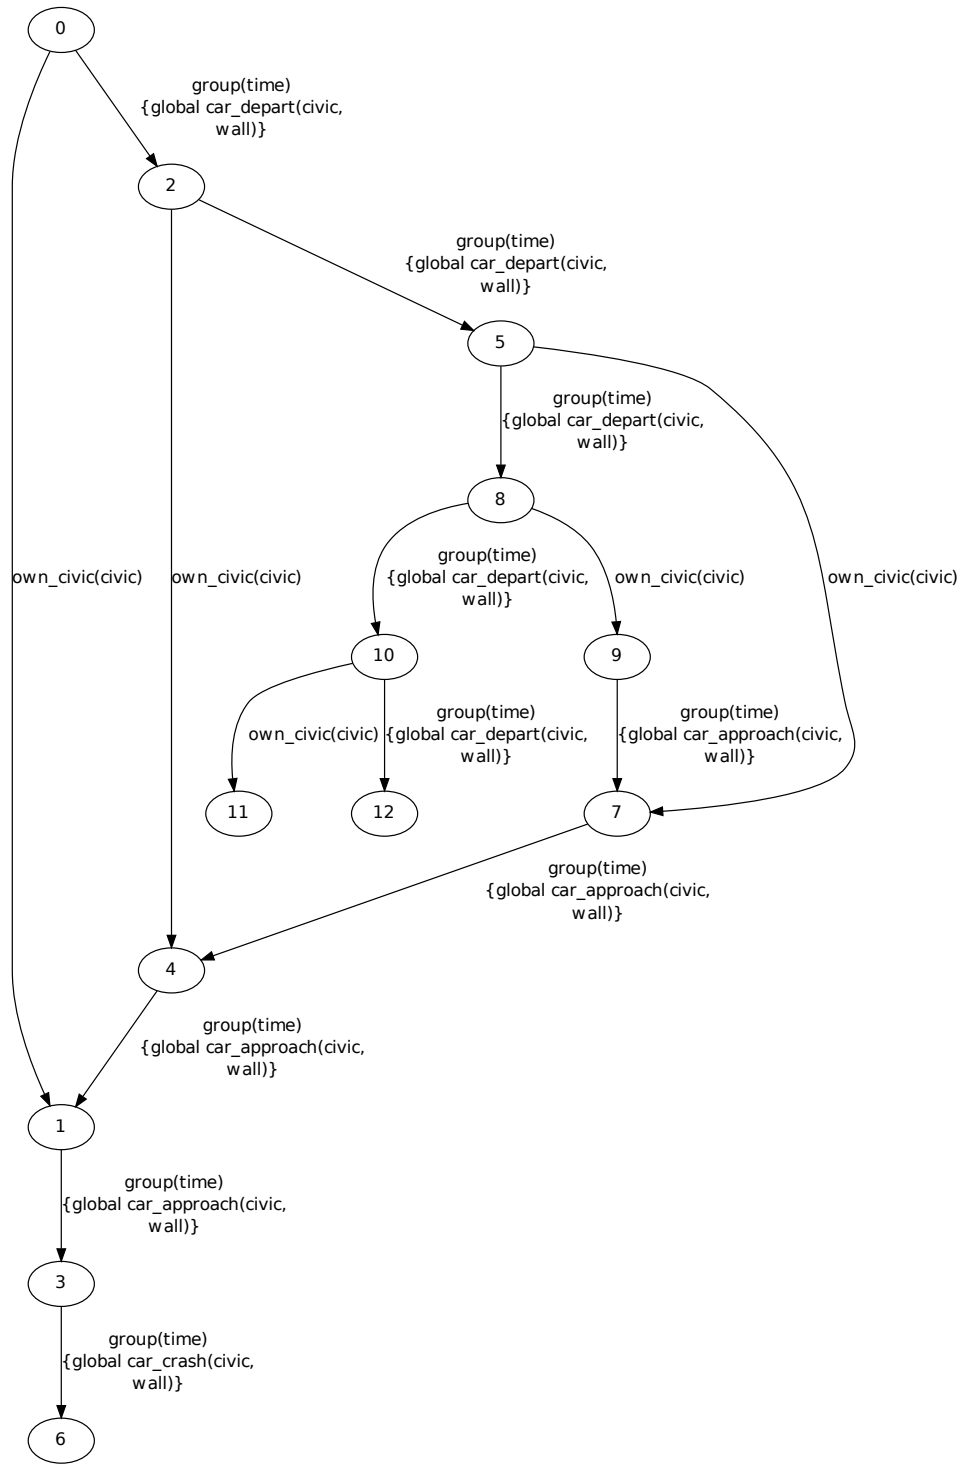 0
group(time)
{global car_depart(civic,
wall)}
2
group(time)
{global car_depart(civic,
wall)}
5
group(time)
{global car_depart(civic,
wall)}
8
own_civic(civic)
own_civic(civic)
group(time)
{global car_depart(civic,
wall)}
own_civic(civic)
own_civic(civic)
10
9
own_civic(civic)
group(time)
{global car_depart(civic,
wall)}
group(time)
{global car_approach(civic,
wall)}
11
12
7
group(time)
{global car_approach(civic,
wall)}
4
group(time)
{global car_approach(civic,
wall)}
1
group(time)
{global car_approach(civic,
wall)}
3
group(time)
{global car_crash(civic,
wall)}
6